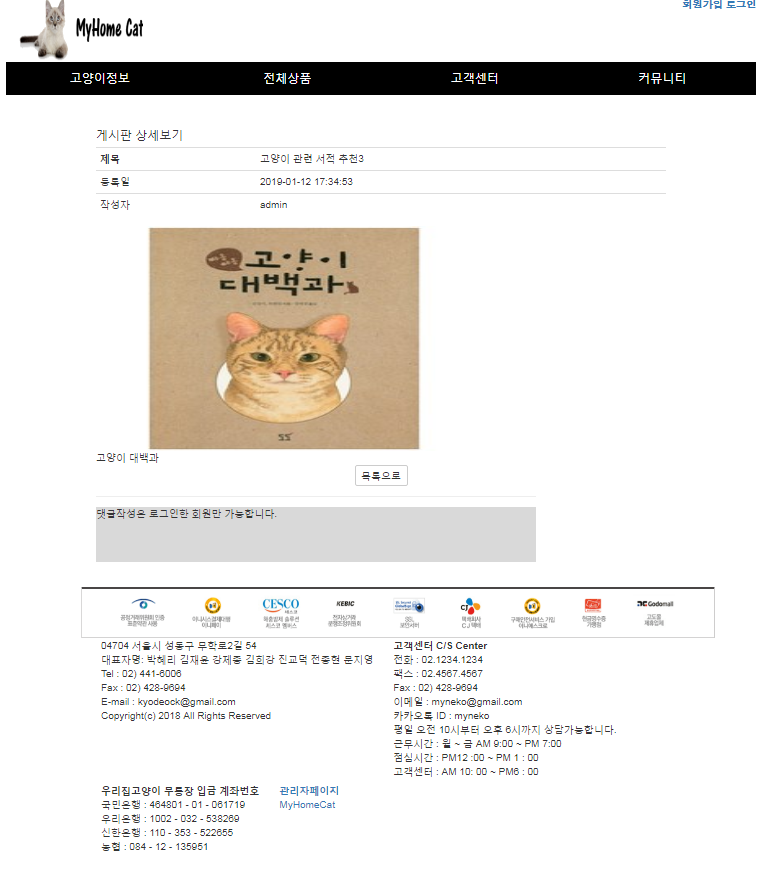 회원가입 로그인
MyHome Cat
고양이정보 전체상품 고객센터 커뮤니티
게시판 상세보기
제목 고양이 관련 서적 추천3
등록일 2019-01-12 17:34:53
작성자 admin
고양이
대백과
고양이 대백과
목록으로
댓글작성은 로그인한 회원만 가능합니다.
CESCO KEBIC CJ Godomall
04704 서울시 성동구 무학로2길 54
대표자명: 박혜리 김재윤 강제종 김희장 진교덕 전종현 문지영
Tel : 02) 441-6006
Fax : 02) 428-9694
E-mail : kyodeock@gmail.com
Copyright(c) 2018 All Rights Reserved
고객센터 C/S Center
전화 : 02.1234.1234
팩스 : 02.4567.4567
Fax : 02) 428-9694
이메일 : myneko@gmail.com
카카오톡 ID : myneko
평일 오전 10시부터 오후 6시까지 상담가능합니다.
근무시간 : 월 ~ 금 AM 9:00 ~ PM 7:00
점심시간 : PM12 :00 ~ PM 1 : 00
고객센터 : AM 10: 00 ~ PM6 : 00
우리집고양이 무통장 입금 계좌번호
국민은행 : 464801 - 01 - 061719
우리은행 : 1002 - 032 - 538269
신한은행 : 110 - 353 - 522655
농협 : 084 - 12 - 135951
관리자페이지
MyHomeCat